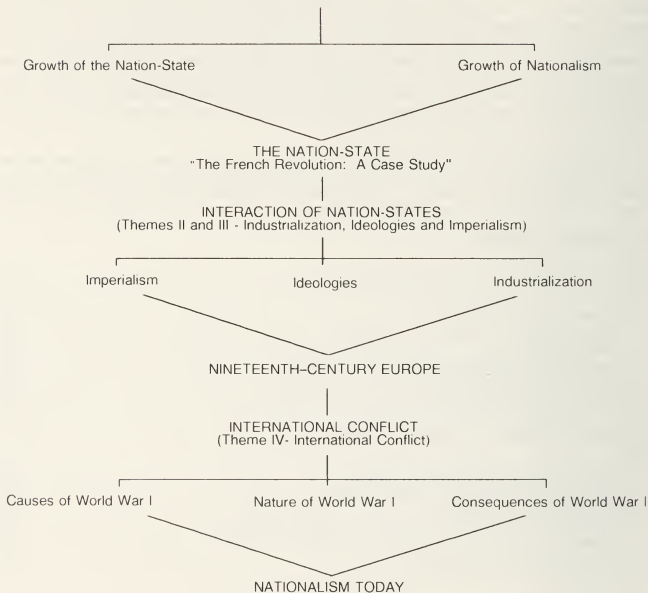 Growth of the Nation-State Growth of Nationalism
THE NATION-STATE
"The French Revolution: A Case Study"
INTERACTION OF NATION-STATES
(Themes II and III - Industrialization, Ideologies and Imperialism)
Imperialism Ideologies Industrialization
NINETEENTH-CENTURY EUROPE
INTERNATIONAL CONFLICT
(Theme IV- International Conflict)
Causes of World War I Nature of World War I Consequences of World War I
NATIONALISM TODAY